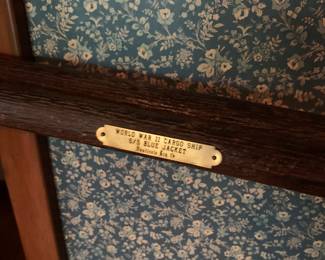 WORLD WAR II CARGO SHIP
S/S BLUE JACKET